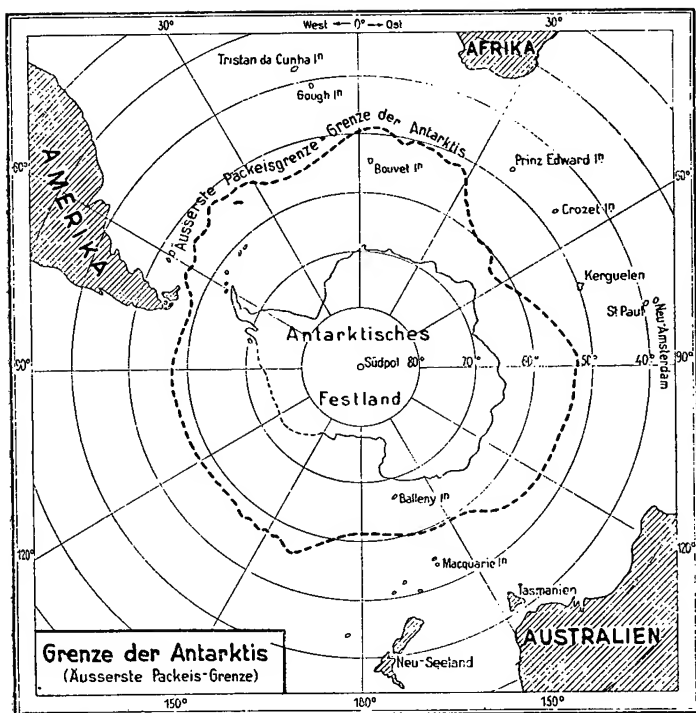 30°
West ← 0° → Ost
30°
AFRIKA
Tristan da Cunha Iⁿ
Gough Iⁿ
Äusserste Packeisgrenze - Grenze der Antarktis
Bouvet Iⁿ
Prinz Edward Iⁿ
60°
60°
AMERIKA
Crozet Iⁿ
Kerguelen
St Paul
Neu-Amsterdam
Antarktisches
Südpol
80°
70°
60°
50°
40°
90°
90°
Festland
Balleny Iⁿ
120°
120°
Macquarie Iⁿ
Tasmanien
AUSTRALIEN
Neu-Seeland
Grenze der Antarktis
(Äusserste Packeis-Grenze)
150°
180°
150°